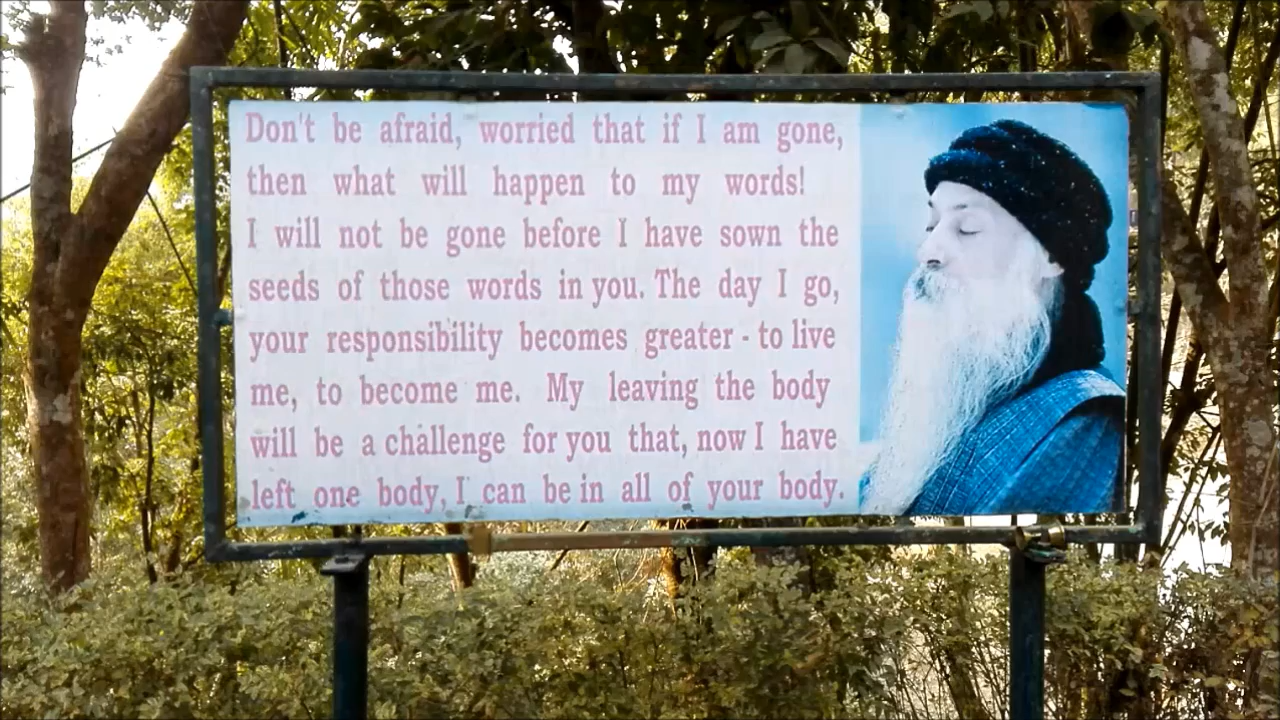 Don't be afraid, worried that if I am gone,
then what will happen to my words!
I will not be gone before I have sown the
seeds of those words in you. The day I go,
your responsibility becomes greater - to live
me, to become me. My leaving the body
will be a challenge for you that, now I have
left one body, I can be in all of your body.